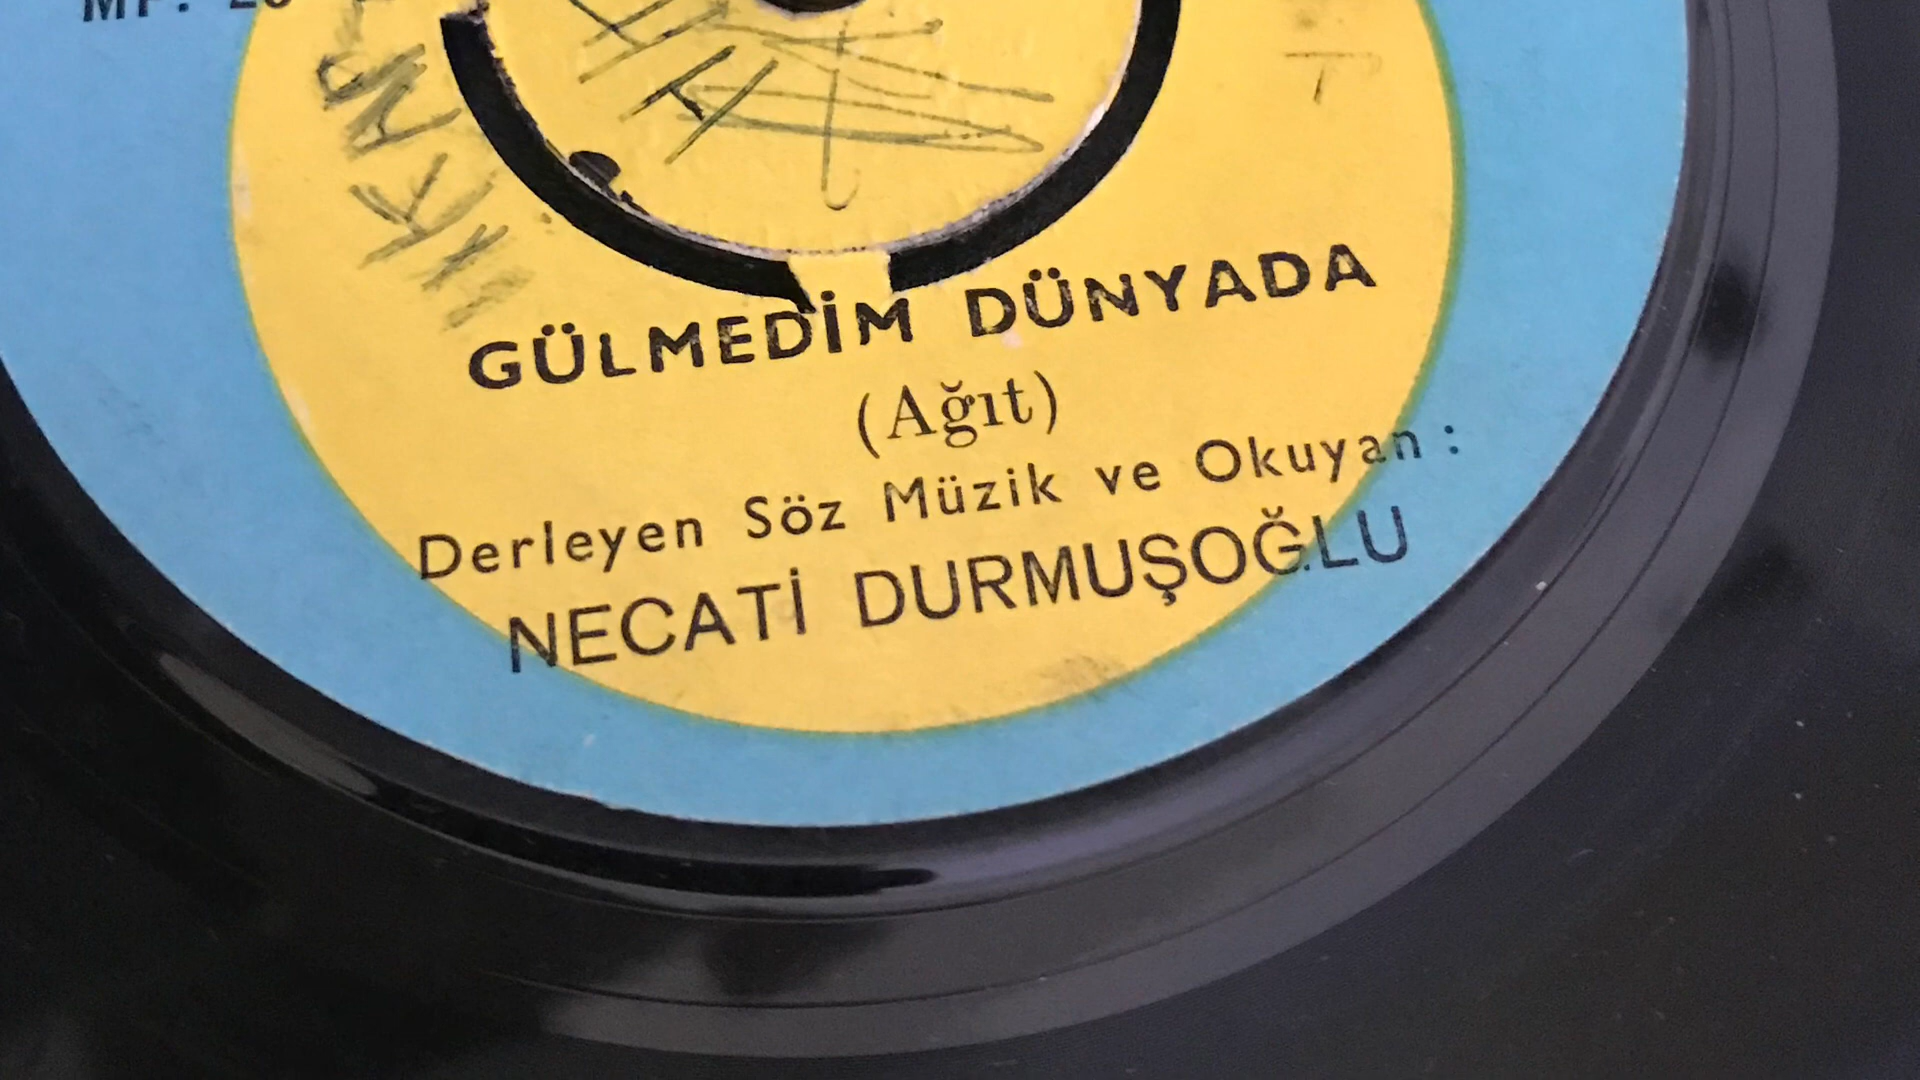 GÜLMEDİM DÜNYADA
(Ağıt)
Derleyen Söz Müzik ve Okuyan :
NECATİ DURMUŞOĞLU